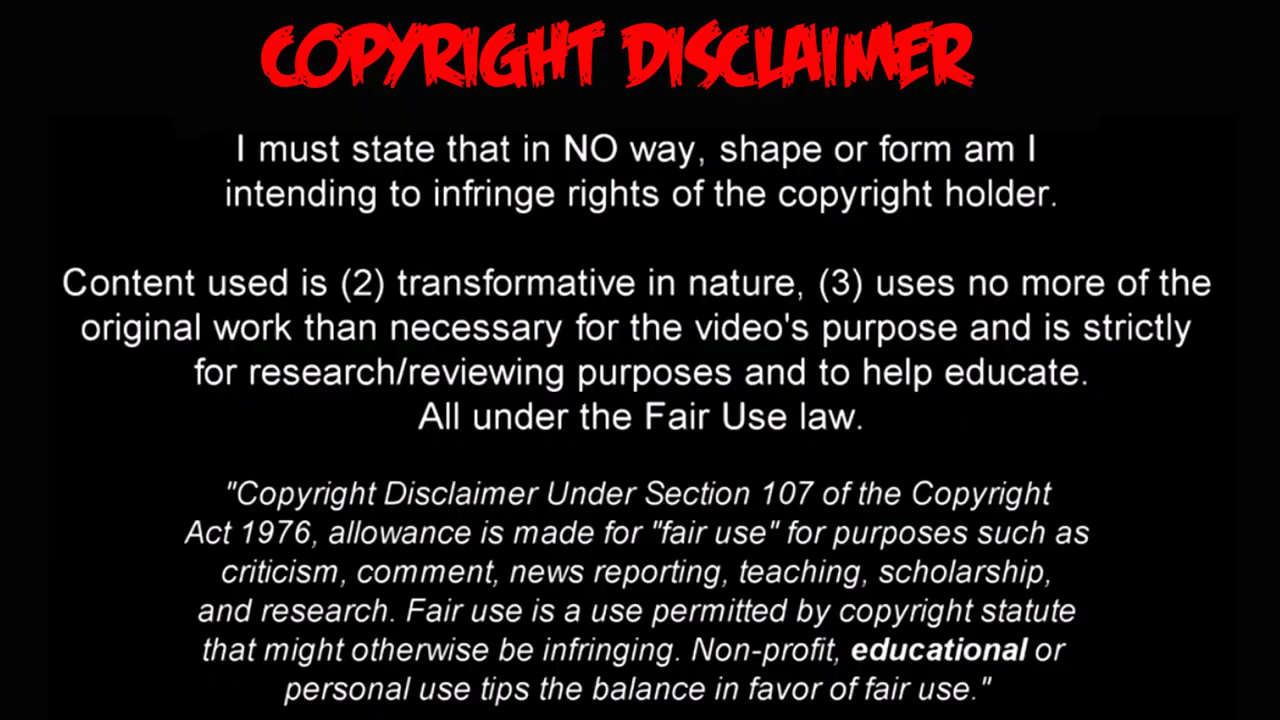 COPYRIGHT DISCLAIMER
I must state that in NO way, shape or form am I
intending to infringe rights of the copyright holder.
Content used is (2) transformative in nature, (3) uses no more of the
original work than necessary for the video's purpose and is strictly
for research/reviewing purposes and to help educate.
All under the Fair Use law.
"Copyright Disclaimer Under Section 107 of the Copyright
Act 1976, allowance is made for "fair use" for purposes such as
criticism, comment, news reporting, teaching, scholarship,
and research. Fair use is a use permitted by copyright statute
that might otherwise be infringing. Non-profit, educational or
personal use tips the balance in favor of fair use."